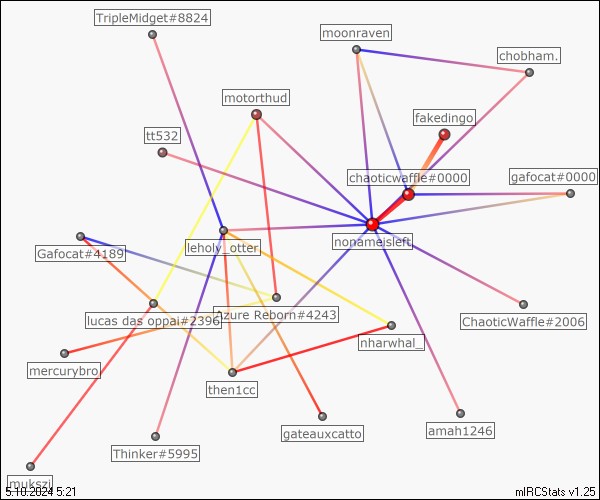 TripleMidget#8824
moonraven
chobham.
motorthud
fakedingo
tt532
chaoticwaffle#0000
gafocat#0000
nonameisleft
leholy_otter
Gafocat#4189
Azure Reborn#4243
lucas das oppai#2396
ChaoticWaffle#2006
nharwhal_
mercurybro
then1cc
gateauxcatto
amah1246
Thinker#5995
mukszi
5.10.2024 5:21
mIRCStats v1.25